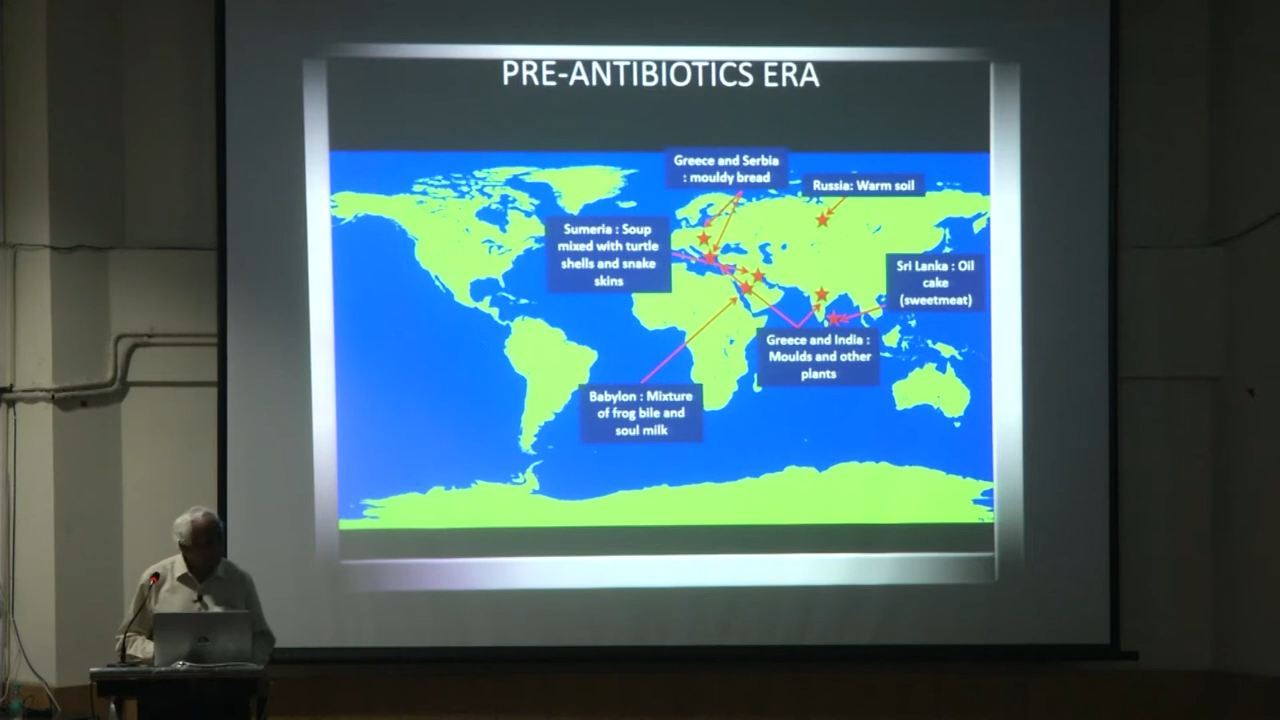 PRE-ANTIBIOTICS ERA
Greece and Serbia
: mouldy bread
Russia: Warm soil
Sumeria : Soup
mixed with turtle
shells and snake
skins
Sri Lanka : Oil
cake
(sweetmeat)
Greece and India :
Moulds and other
plants
Babylon : Mixture
of frog bile and
soul milk